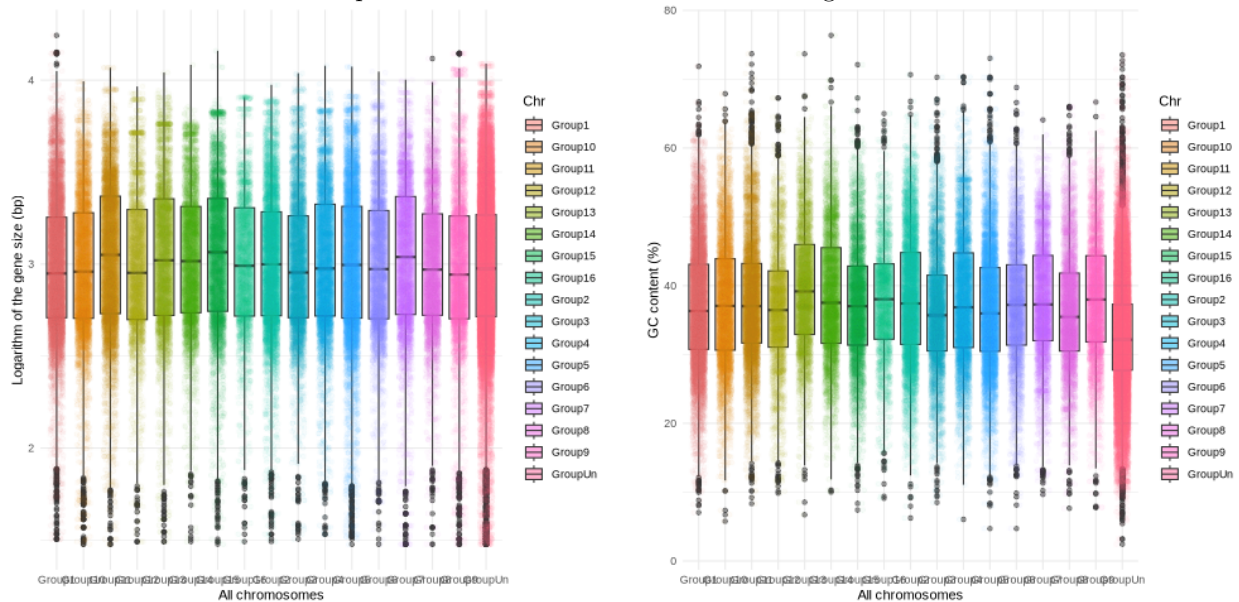 4
3
2
Logarithm of the gene size (bp)
All chromosomes
Chr
Group1
Group10
Group11
Group12
Group13
Group14
Group15
Group16
Group2
Group3
Group4
Group5
Group6
Group7
Group8
Group9
GroupUn
80
60
40
20
0
GC content (%)
All chromosomes
Chr
Group1
Group10
Group11
Group12
Group13
Group14
Group15
Group16
Group2
Group3
Group4
Group5
Group6
Group7
Group8
Group9
GroupUn